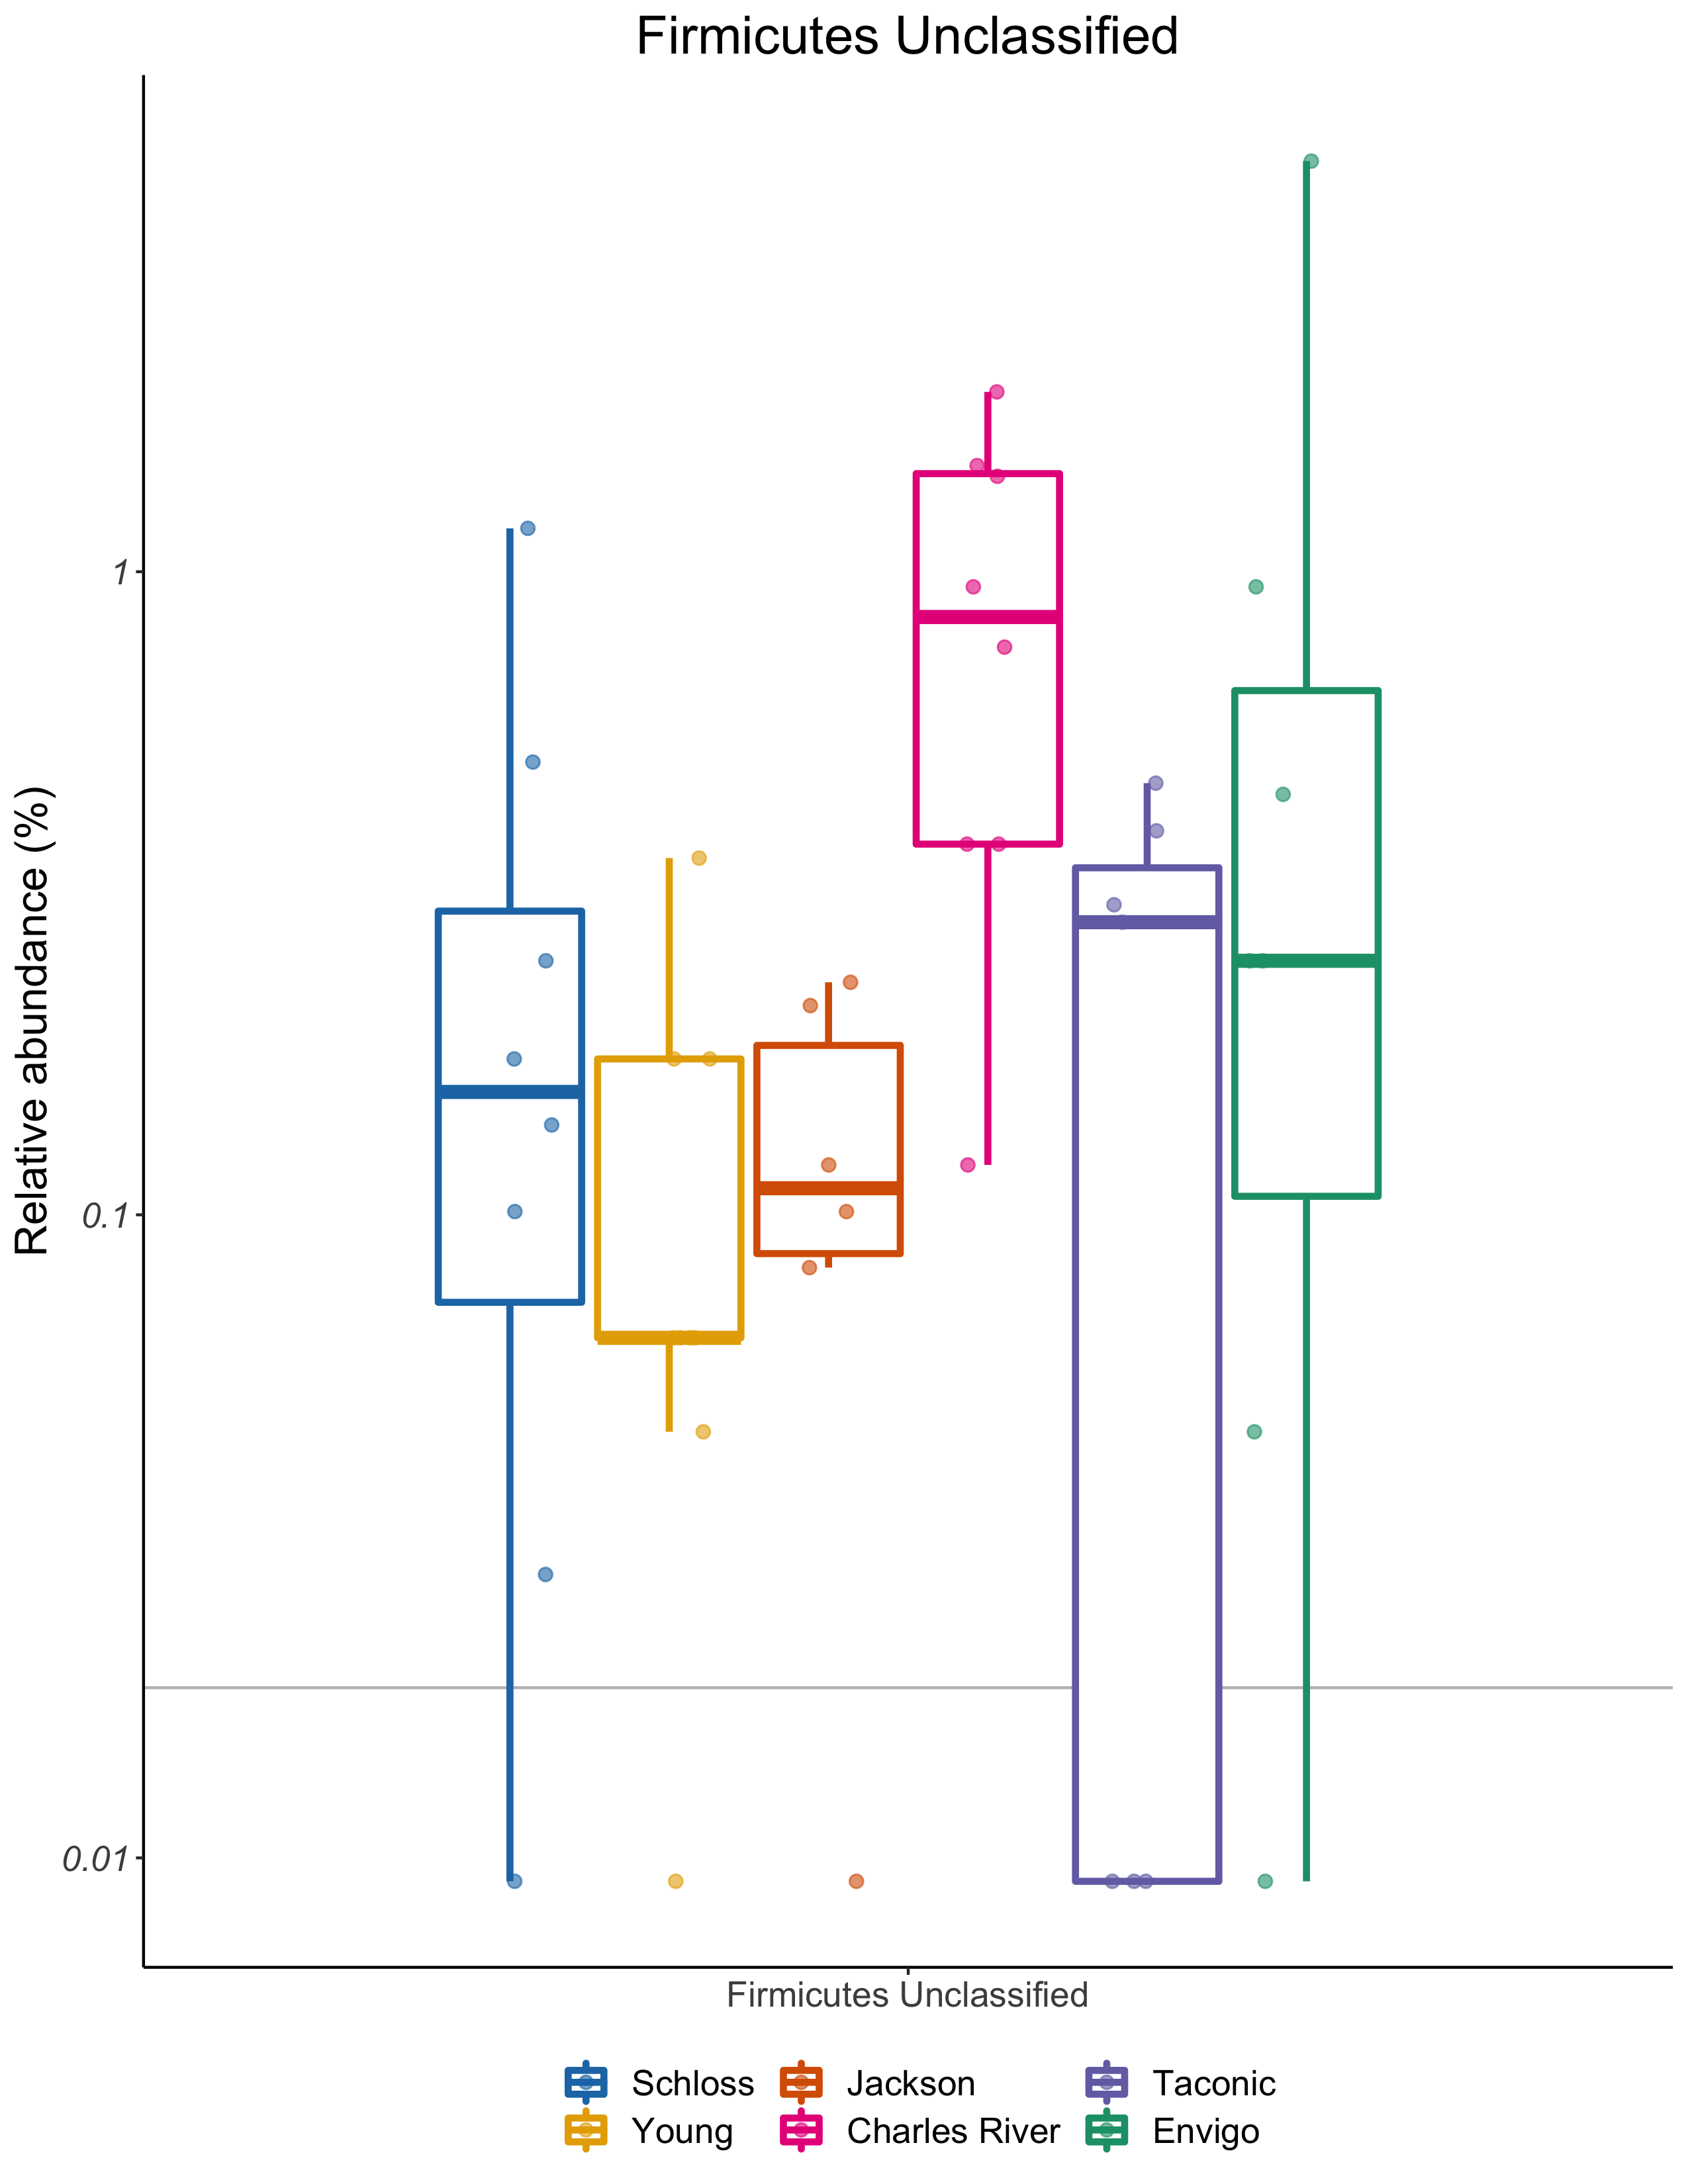 Firmicutes Unclassified
Relative abundance (%)
1
0.1
0.01
Firmicutes Unclassified
Schloss Jackson Taconic
Young Charles River Envigo